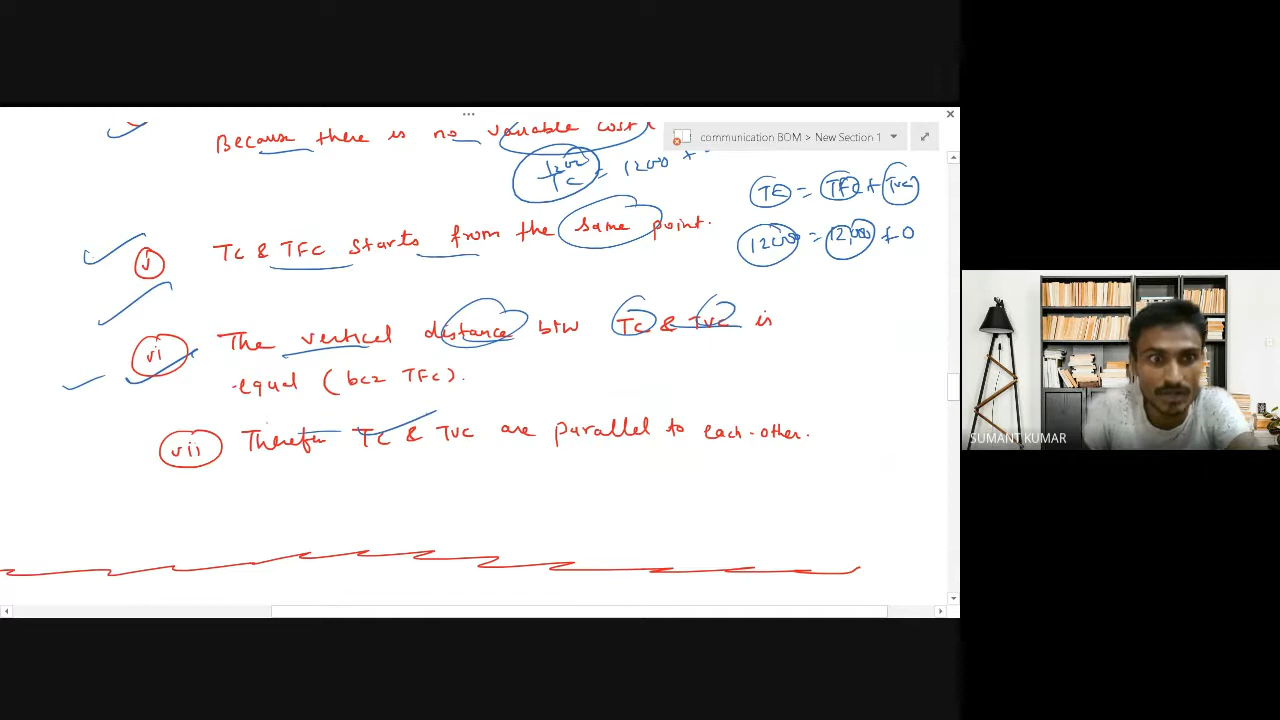 Because there is no variable cost
communication BOM > New Section 1
TC = 1200 +
TC = TFC + TVC
1200 = 1200 + 0
v TC & TFC starts from the same point.
vi The vertical distance btw TC & TVC is
equal (bcz TFC).
vii TC & TVC are parallel to each-other.
SUMANT KUMAR